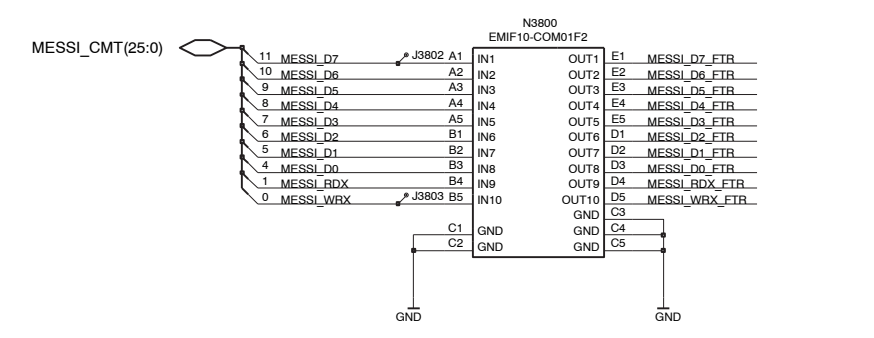 N3800
EMIF10-COM01F2
MESSI_CMT(25:0)
11 MESSI_D7 J3802 A1 IN1 OUT1 E1 MESSI_D7_FTR
10 MESSI_D6 A2 IN2 OUT2 E2 MESSI_D6_FTR
9 MESSI_D5 A3 IN3 OUT3 E3 MESSI_D5_FTR
8 MESSI_D4 A4 IN4 OUT4 E4 MESSI_D4_FTR
7 MESSI_D3 A5 IN5 OUT5 E5 MESSI_D3_FTR
6 MESSI_D2 B1 IN6 OUT6 D1 MESSI_D2_FTR
5 MESSI_D1 B2 IN7 OUT7 D2 MESSI_D1_FTR
4 MESSI_D0 B3 IN8 OUT8 D3 MESSI_D0_FTR
1 MESSI_RDX B4 IN9 OUT9 D4 MESSI_RDX_FTR
0 MESSI_WRX J3803 B5 IN10 OUT10 D5 MESSI_WRX_FTR
GND C3
C1 GND GND C4
C2 GND GND C5
GND GND